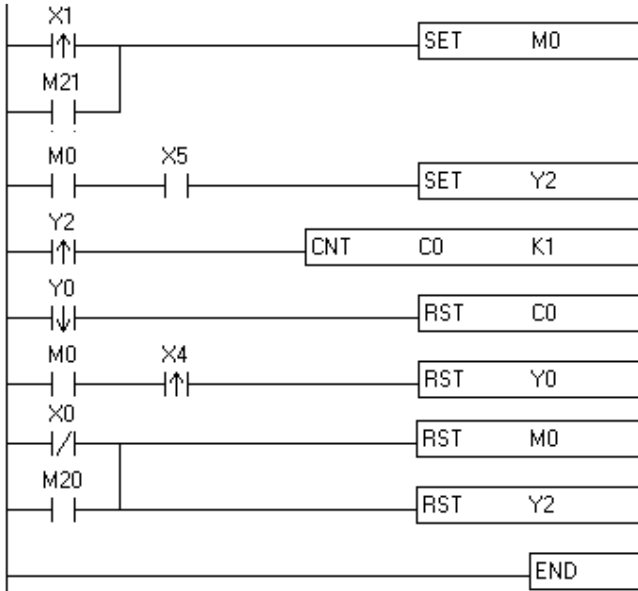 X1
SET M0
M21
M0 X5
SET Y2
Y2
CNT C0 K1
Y0
RST C0
M0 X4
RST Y0
X0
RST M0
M20
RST Y2
END